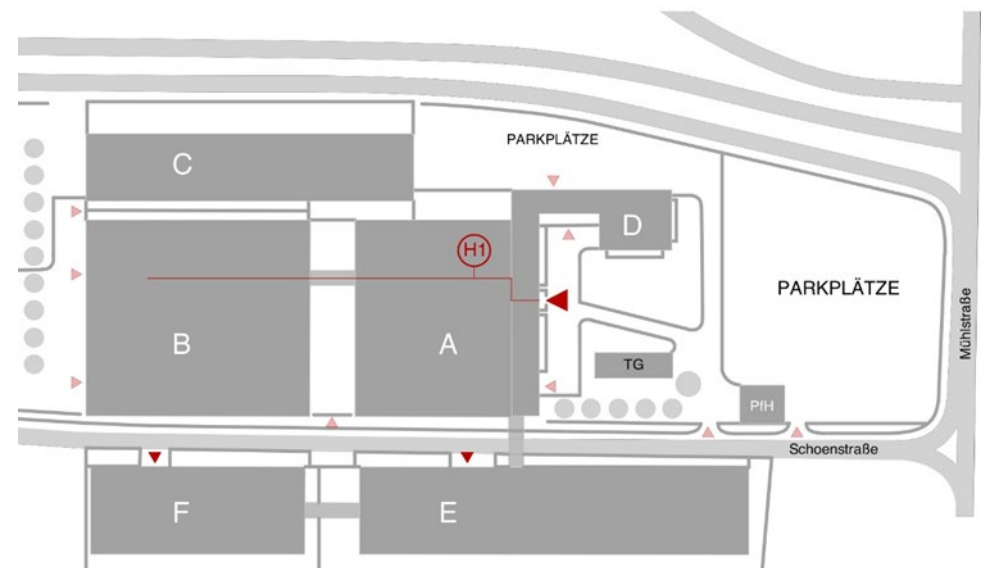 PARKPLÄTZE
C
D
H1
PARKPLÄTZE
B
A
TG
PfH
Mühlstraße
Schoenstraße
F
E